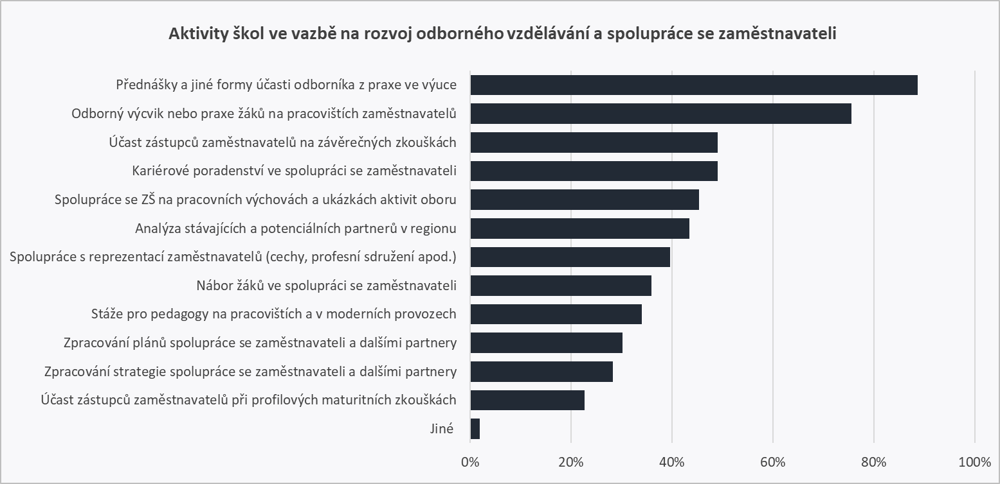 Aktivity škol ve vazbě na rozvoj odborného vzdělávání a spolupráce se zaměstnavateli
Přednášky a jiné formy účasti odborníka z praxe ve výuce
Odborný výcvik nebo praxe žáků na pracovištích zaměstnavatelů
Účast zástupců zaměstnavatelů na závěrečných zkouškách
Kariérové poradenství ve spolupráci se zaměstnavateli
Spolupráce se ZŠ na pracovních výchovách a ukázkách aktivit oboru
Analýza stávajících a potenciálních partnerů v regionu
Spolupráce s reprezentací zaměstnavatelů (cechy, profesní sdružení apod.)
Nábor žáků ve spolupráci se zaměstnavateli
Stáže pro pedagogy na pracovištích a v moderních provozech
Zpracování plánů spolupráce se zaměstnavateli a dalšími partnery
Zpracování strategie spolupráce se zaměstnavateli a dalšími partnery
Účast zástupců zaměstnavatelů při profilových maturitních zkouškách
Jiné
0% 20% 40% 60% 80% 100%